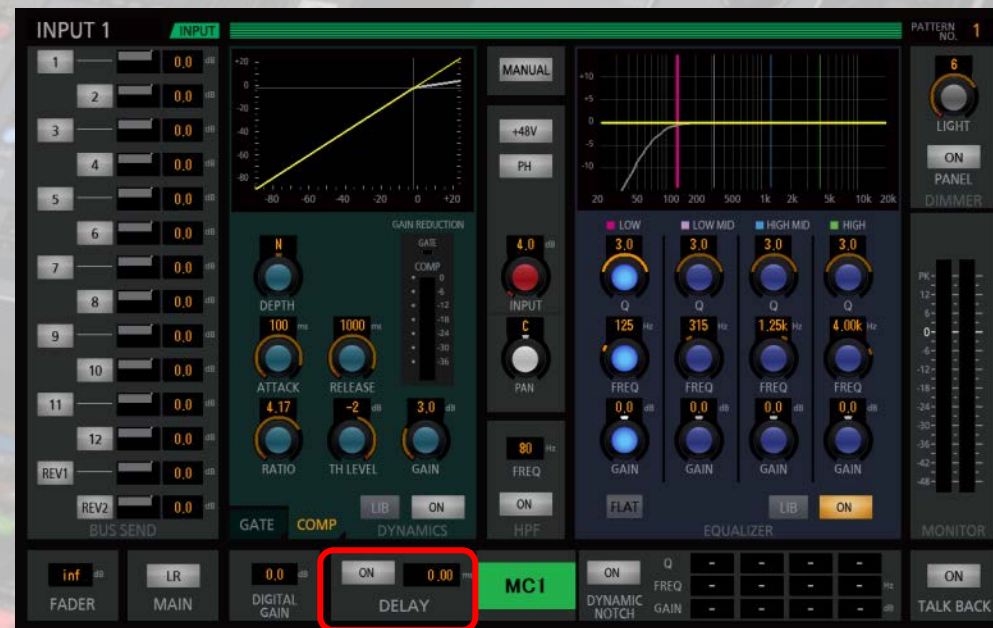 INPUT 1 INPUT PATTERN NO. 1
1 0.0 dB
2 0.0 dB
3 0.0 dB
4 0.0 dB
5 0.0 dB
6 0.0 dB
7 0.0 dB
8 0.0 dB
9 0.0 dB
10 0.0 dB
11 0.0 dB
12 0.0 dB
REV1 0.0 dB
REV2 0.0 dB
BUS SEND
+20
0
-20
-40
-60
-80
-80 -60 -40 -20 0 +20
GAIN REDUCTION
GATE
COMP
0
-6
-12
-18
-24
-30
-36
N
DEPTH
100 ms 1000 ms
ATTACK RELEASE
4.17 -2 dB 3.0 dB
RATIO TH LEVEL GAIN
LIB ON
GATE COMP DYNAMICS
MANUAL
+48V
PH
4.0 dB
INPUT
C
PAN
80 Hz
FREQ
ON
HPF
+10
+5
0
-5
-10
20 50 100 200 500 1k 2k 5k 10k 20k
LOW LOW MID HIGH MID HIGH
3.0 3.0 3.0 3.0
Q Q Q Q
125 Hz 315 Hz 1.25k Hz 4.00k Hz
FREQ FREQ FREQ FREQ
0.0 dB 0.0 dB 0.0 dB 0.0 dB
GAIN GAIN GAIN GAIN
FLAT LIB ON
EQUALIZER
6
LIGHT
ON
PANEL
DIMMER
PK
12
6
0
-6
-12
-18
-24
-30
-36
-42
-48
MONITOR
inf dB
FADER
LR
MAIN
0.0 dB
DIGITAL
GAIN
ON 0.00 ms
DELAY
MC1
ON
DYNAMIC
NOTCH
Q - - - -
FREQ - - - - Hz
GAIN - - - - dB
ON
TALK BACK